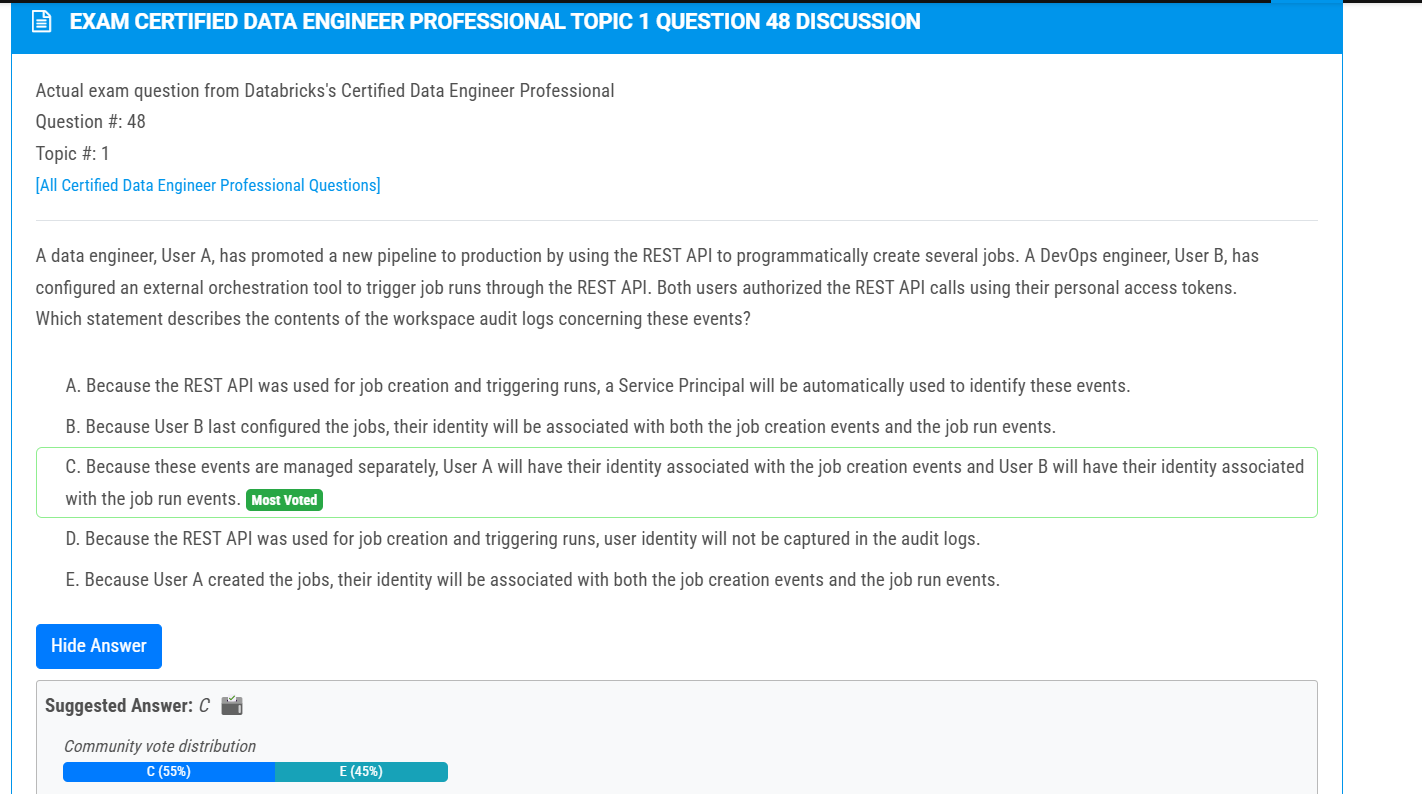 EXAM CERTIFIED DATA ENGINEER PROFESSIONAL TOPIC 1 QUESTION 48 DISCUSSION
Actual exam question from Databricks's Certified Data Engineer Professional
Question #: 48
Topic #: 1
[All Certified Data Engineer Professional Questions]
A data engineer, User A, has promoted a new pipeline to production by using the REST API to programmatically create several jobs. A DevOps engineer, User B, has
configured an external orchestration tool to trigger job runs through the REST API. Both users authorized the REST API calls using their personal access tokens.
Which statement describes the contents of the workspace audit logs concerning these events?
A. Because the REST API was used for job creation and triggering runs, a Service Principal will be automatically used to identify these events.
B. Because User B last configured the jobs, their identity will be associated with both the job creation events and the job run events.
C. Because these events are managed separately, User A will have their identity associated with the job creation events and User B will have their identity associated
with the job run events. Most Voted
D. Because the REST API was used for job creation and triggering runs, user identity will not be captured in the audit logs.
E. Because User A created the jobs, their identity will be associated with both the job creation events and the job run events.
Hide Answer
Suggested Answer: C
Community vote distribution
C (55%) E (45%)